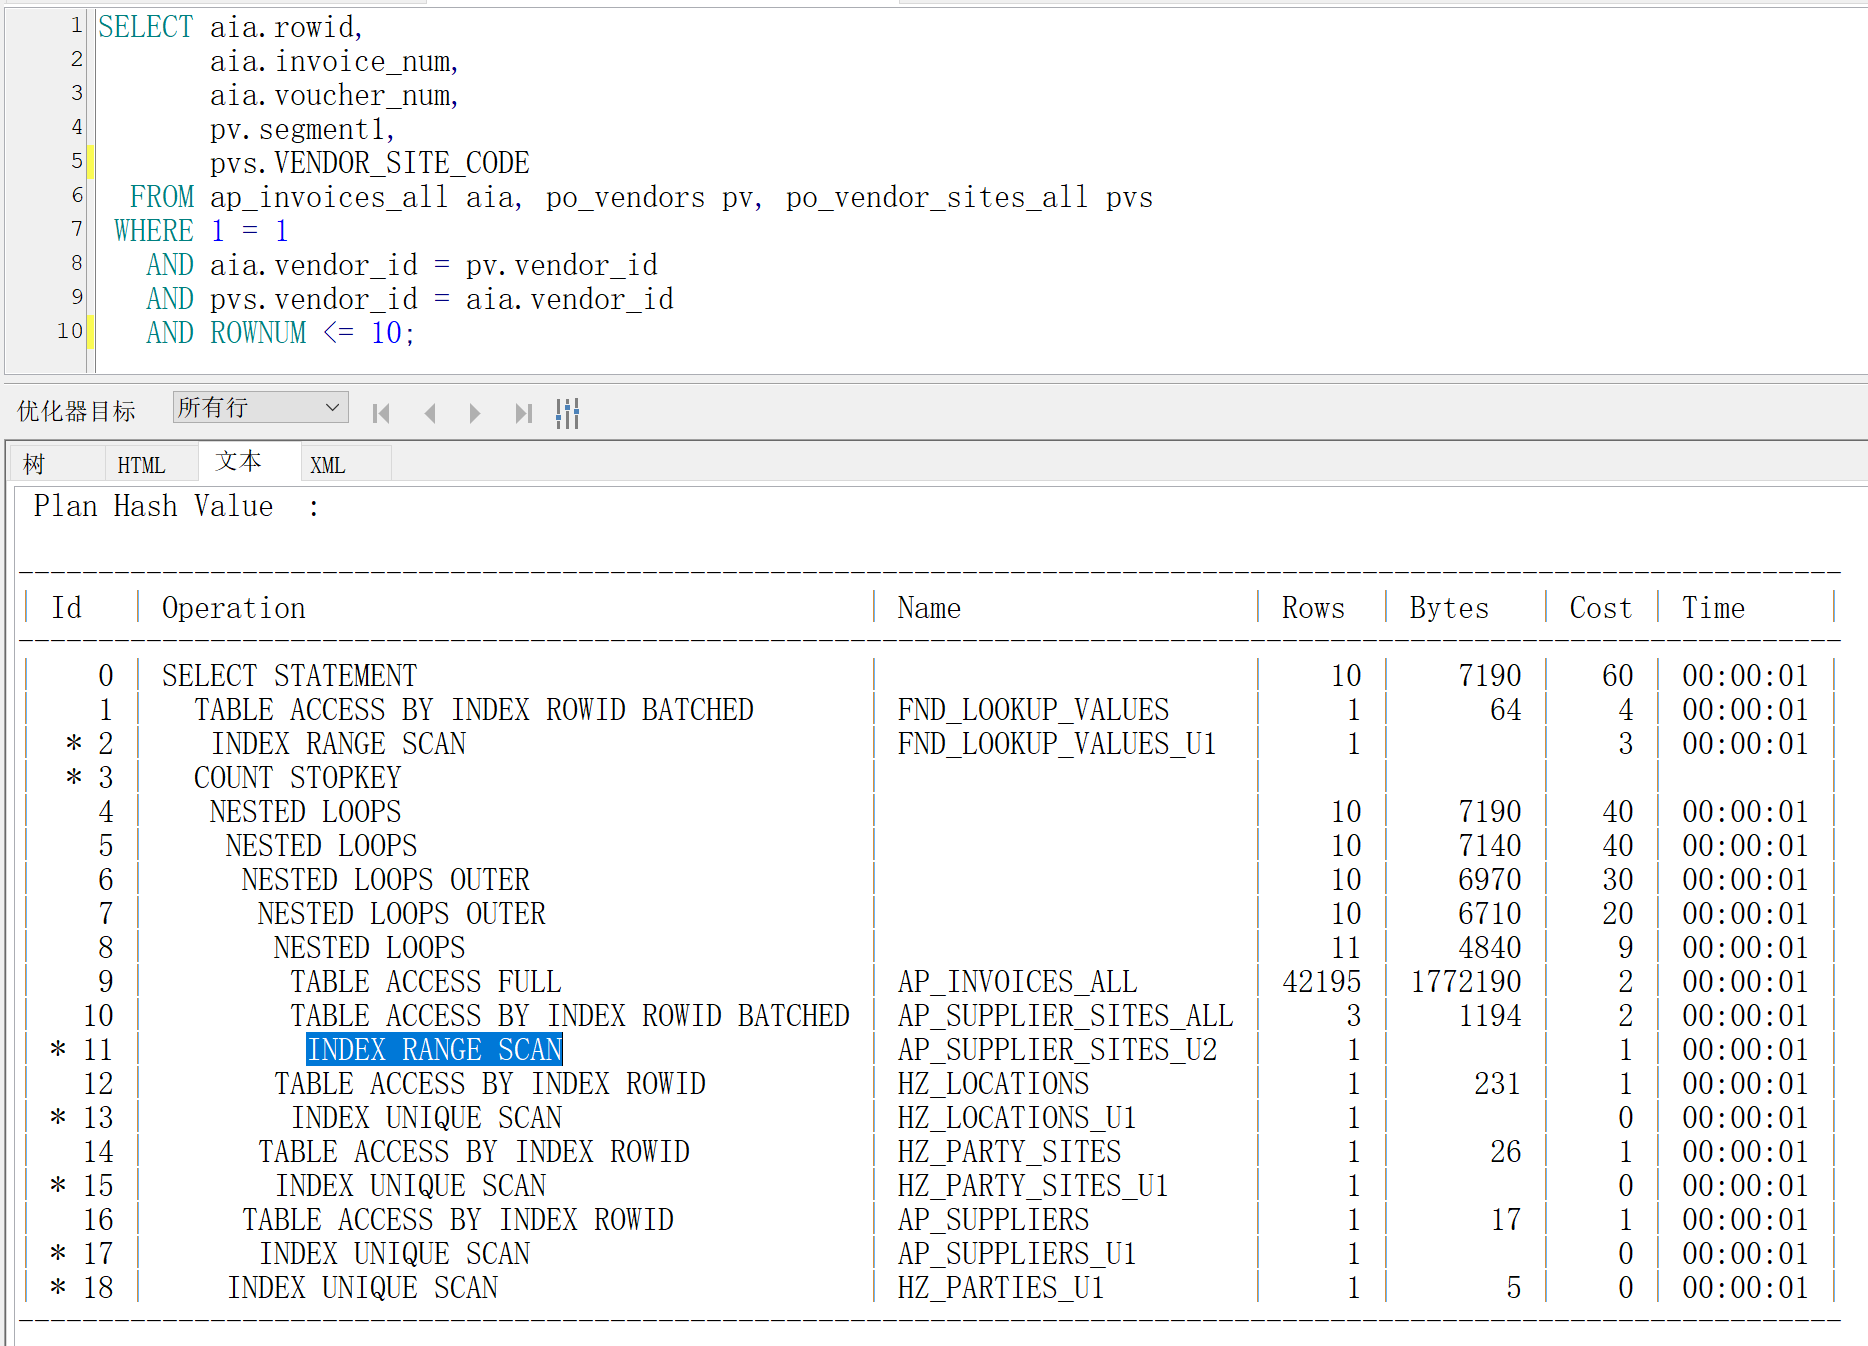 1 SELECT aia.rowid,
2 aia.invoice_num,
3 aia.voucher_num,
4 pv.segment1,
5 pvs.VENDOR_SITE_CODE
6 FROM ap_invoices_all aia, po_vendors pv, po_vendor_sites_all pvs
7 WHERE 1 = 1
8 AND aia.vendor_id = pv.vendor_id
9 AND pvs.vendor_id = aia.vendor_id
10 AND ROWNUM <= 10;
优化器目标 所有行
树 HTML 文本 XML
Plan Hash Value :
--------------------------------------------------------------------------------
| Id | Operation | Name | Rows | Bytes | Cost | Time |
--------------------------------------------------------------------------------
| 0 | SELECT STATEMENT | | 10 | 7190 | 60 | 00:00:01 |
| 1 | TABLE ACCESS BY INDEX ROWID BATCHED | FND_LOOKUP_VALUES | 1 | 64 | 4 | 00:00:01 |
| * 2 | INDEX RANGE SCAN | FND_LOOKUP_VALUES_U1 | 1 | | 3 | 00:00:01 |
| * 3 | COUNT STOPKEY | | | | | |
| 4 | NESTED LOOPS | | 10 | 7190 | 40 | 00:00:01 |
| 5 | NESTED LOOPS | | 10 | 7140 | 40 | 00:00:01 |
| 6 | NESTED LOOPS OUTER | | 10 | 6970 | 30 | 00:00:01 |
| 7 | NESTED LOOPS OUTER | | 10 | 6710 | 20 | 00:00:01 |
| 8 | NESTED LOOPS | | 11 | 4840 | 9 | 00:00:01 |
| 9 | TABLE ACCESS FULL | AP_INVOICES_ALL | 42195 | 1772190 | 2 | 00:00:01 |
| 10 | TABLE ACCESS BY INDEX ROWID BATCHED | AP_SUPPLIER_SITES_ALL | 3 | 1194 | 2 | 00:00:01 |
| * 11 | INDEX RANGE SCAN | AP_SUPPLIER_SITES_U2 | 1 | | 1 | 00:00:01 |
| 12 | TABLE ACCESS BY INDEX ROWID | HZ_LOCATIONS | 1 | 231 | 1 | 00:00:01 |
| * 13 | INDEX UNIQUE SCAN | HZ_LOCATIONS_U1 | 1 | | 0 | 00:00:01 |
| 14 | TABLE ACCESS BY INDEX ROWID | HZ_PARTY_SITES | 1 | 26 | 1 | 00:00:01 |
| * 15 | INDEX UNIQUE SCAN | HZ_PARTY_SITES_U1 | 1 | | 0 | 00:00:01 |
| 16 | TABLE ACCESS BY INDEX ROWID | AP_SUPPLIERS | 1 | 17 | 1 | 00:00:01 |
| * 17 | INDEX UNIQUE SCAN | AP_SUPPLIERS_U1 | 1 | | 0 | 00:00:01 |
| * 18 | INDEX UNIQUE SCAN | HZ_PARTIES_U1 | 1 | 5 | 0 | 00:00:01 |
--------------------------------------------------------------------------------